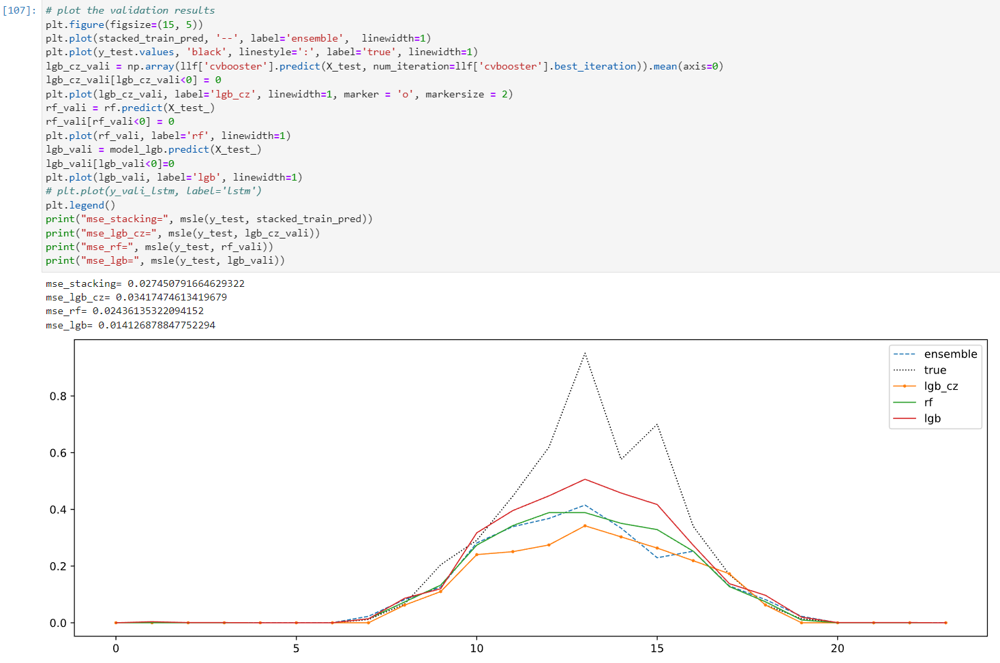 [107]:
# plot the validation results
plt.figure(figsize=(15, 5))
plt.plot(stacked_train_pred, '--', label='ensemble',  linewidth=1)
plt.plot(y_test.values, 'black', linestyle=':', label='true', linewidth=1)
lgb_cz_vali = np.array(llf['cvbooster'].predict(X_test, num_iteration=llf['cvbooster'].best_iteration)).mean(axis=0)
lgb_cz_vali[lgb_cz_vali<0] = 0
plt.plot(lgb_cz_vali, label='lgb_cz', linewidth=1, marker = 'o', markersize = 2)
rf_vali = rf.predict(X_test_)
rf_vali[rf_vali<0] = 0
plt.plot(rf_vali, label='rf', linewidth=1)
lgb_vali = model_lgb.predict(X_test_)
lgb_vali[lgb_vali<0]=0
plt.plot(lgb_vali, label='lgb', linewidth=1)
# plt.plot(y_vali_lstm, label='lstm')
plt.legend()
print("mse_stacking=", msle(y_test, stacked_train_pred))
print("mse_lgb_cz=", msle(y_test, lgb_cz_vali))
print("mse_rf=", msle(y_test, rf_vali))
print("mse_lgb=", msle(y_test, lgb_vali))
mse_stacking= 0.027450791664629322
mse_lgb_cz= 0.03417474613419679
mse_rf= 0.02436135322094152
mse_lgb= 0.014126878847752294
ensemble
true
lgb_cz
rf
lgb
0.8
0.6
0.4
0.2
0.0
0
5
10
15
20